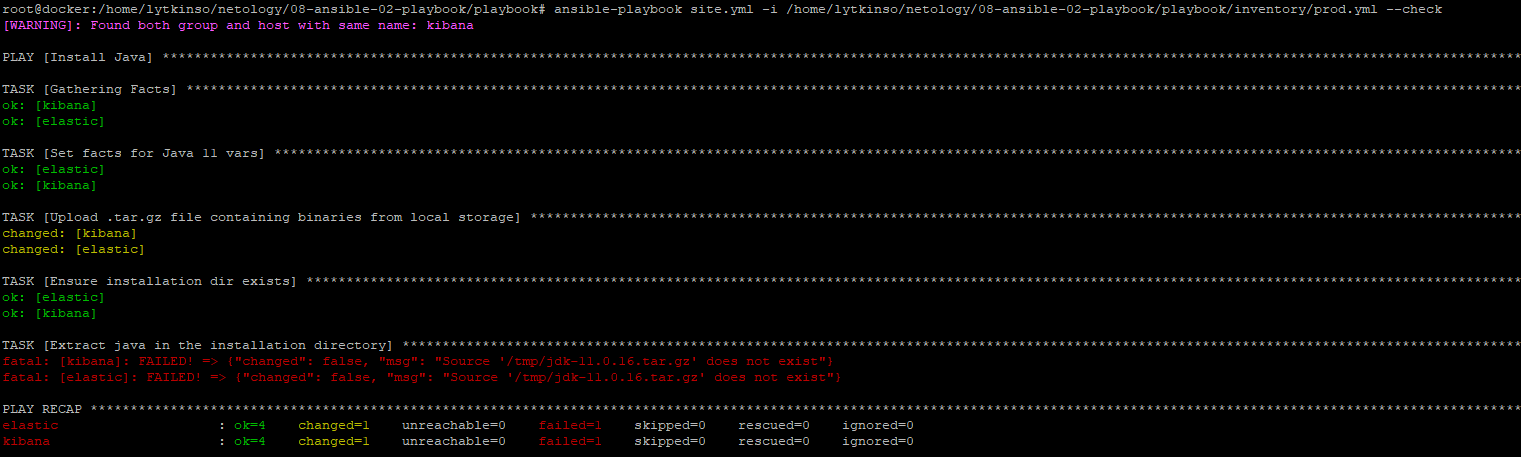 root@docker:/home/lytkinso/netology/08-ansible-02-playbook/playbook# ansible-playbook site.yml -i /home/lytkinso/netology/08-ansible-02-playbook/playbook/inventory/prod.yml --check
[WARNING]: Found both group and host with same name: kibana
PLAY [Install Java] ****************************************************************************************************************************************************************************
TASK [Gathering Facts] *************************************************************************************************************************************************************************
ok: [kibana]
ok: [elastic]
TASK [Set facts for Java 11 vars] **************************************************************************************************************************************************************
ok: [elastic]
ok: [kibana]
TASK [Upload .tar.gz file containing binaries from local storage] ******************************************************************************************************************************
changed: [kibana]
changed: [elastic]
TASK [Ensure installation dir exists] **********************************************************************************************************************************************************
ok: [elastic]
ok: [kibana]
TASK [Extract java in the installation directory] **********************************************************************************************************************************************
fatal: [kibana]: FAILED! => {"changed": false, "msg": "Source '/tmp/jdk-11.0.16.tar.gz' does not exist"}
fatal: [elastic]: FAILED! => {"changed": false, "msg": "Source '/tmp/jdk-11.0.16.tar.gz' does not exist"}
PLAY RECAP *************************************************************************************************************************************************************************************
elastic                    : ok=4    changed=1    unreachable=0    failed=1    skipped=0    rescued=0    ignored=0
kibana                     : ok=4    changed=1    unreachable=0    failed=1    skipped=0    rescued=0    ignored=0